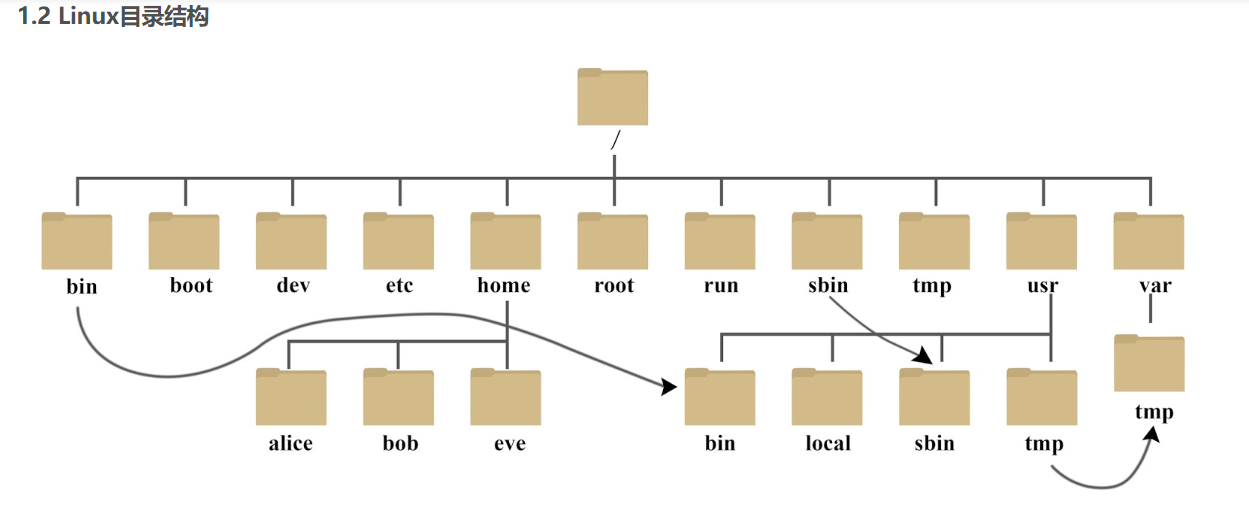 1.2 Linux目录结构
/
bin boot dev etc home root run sbin tmp usr var
tmp
alice bob eve bin local sbin tmp